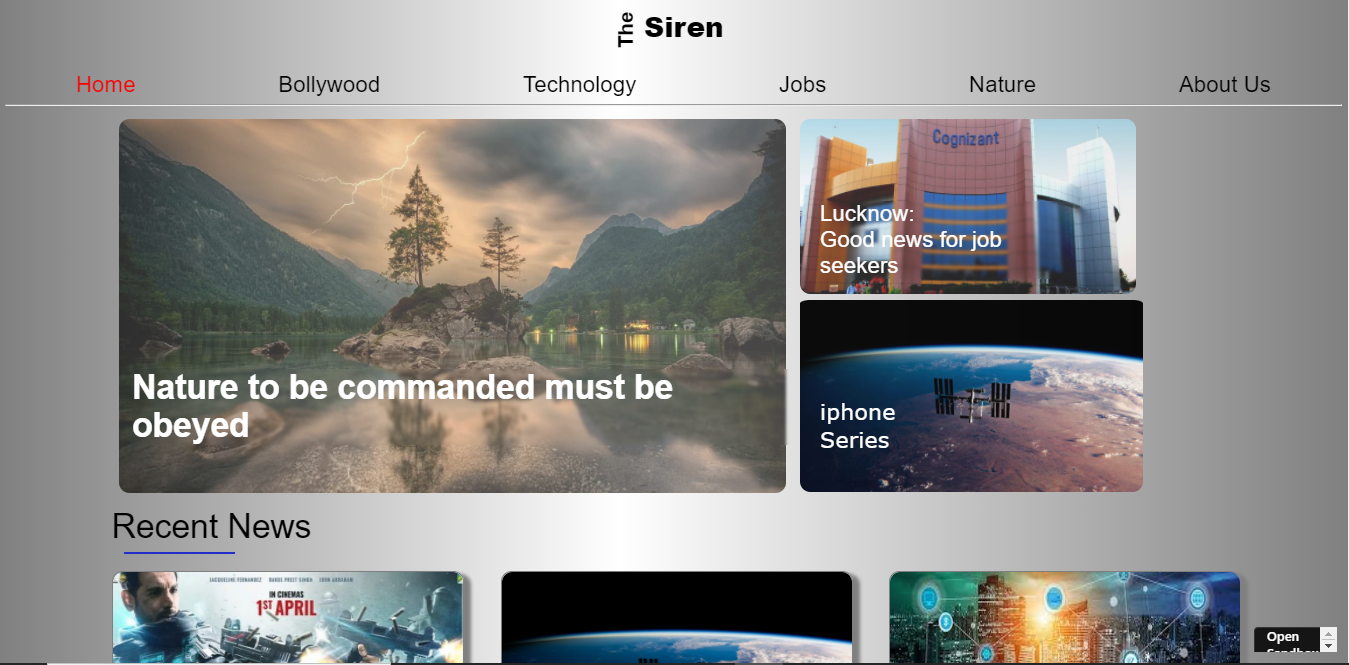 The Siren
Home Bollywood Technology Jobs Nature About Us
Cognizant
Lucknow:
Good news for job
seekers
Nature to be commanded must be
obeyed
iphone
Series
Recent News
JACQUELINE FERNANDEZ RAKUL PREET SINGH JOHN ABRAHAM
IN CINEMAS
1ST APRIL
Open
Sandbox